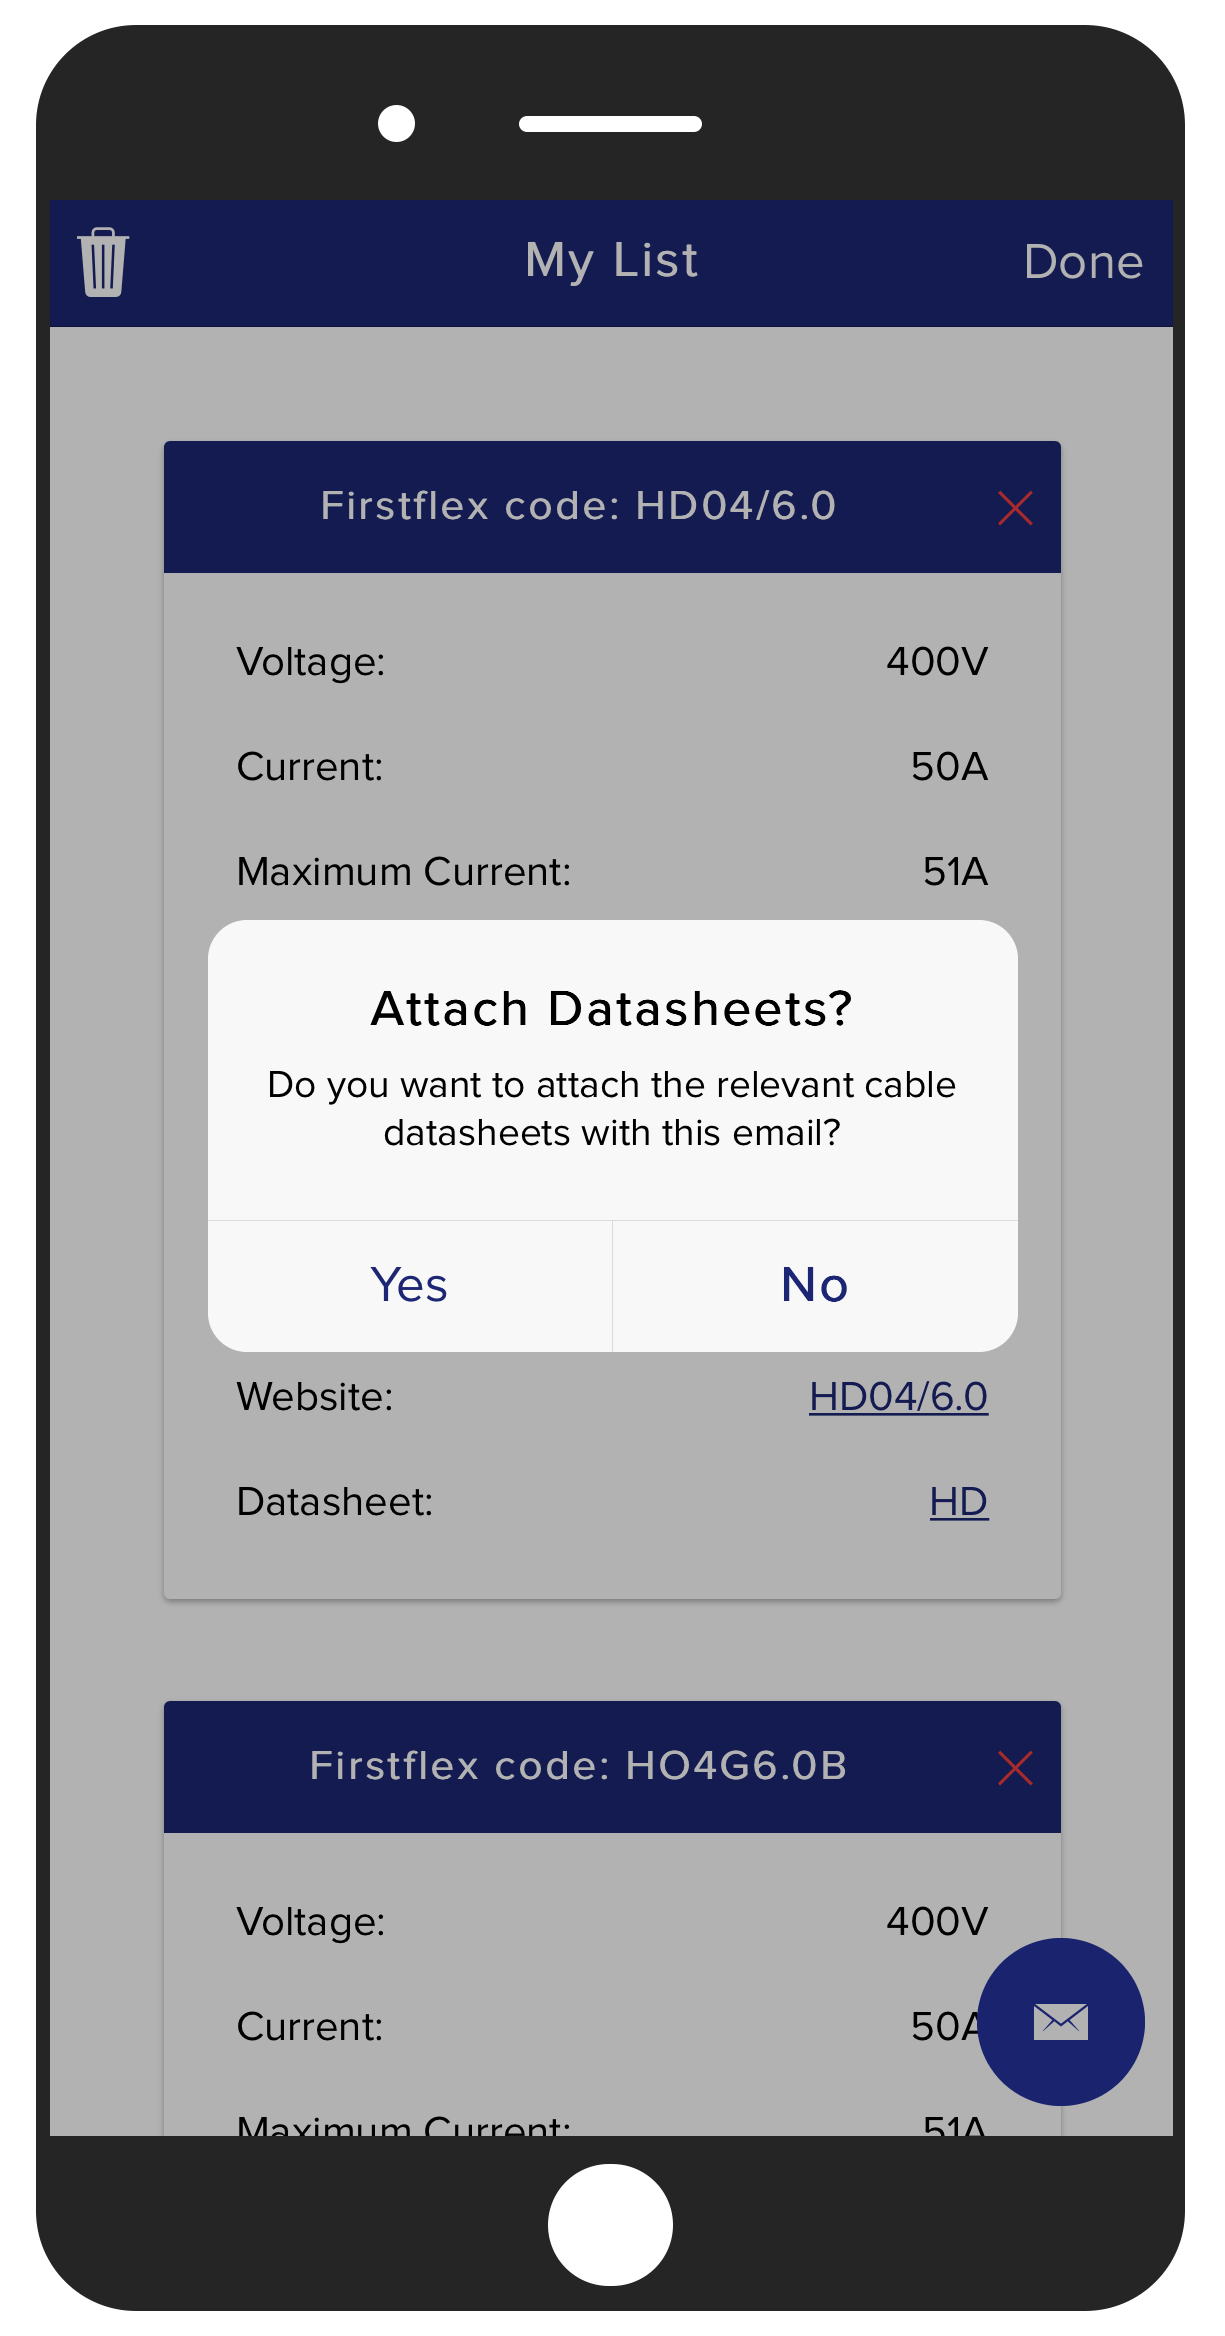 My List
Done
Firstflex code: HD04/6.0
Voltage: 400V
Current: 50A
Maximum Current: 51A
Attach Datasheets?
Do you want to attach the relevant cable
datasheets with this email?
Yes No
Website: HD04/6.0
Datasheet: HD
Firstflex code: HO4G6.0B
Voltage: 400V
Current: 50A
Maximum Current: 51A